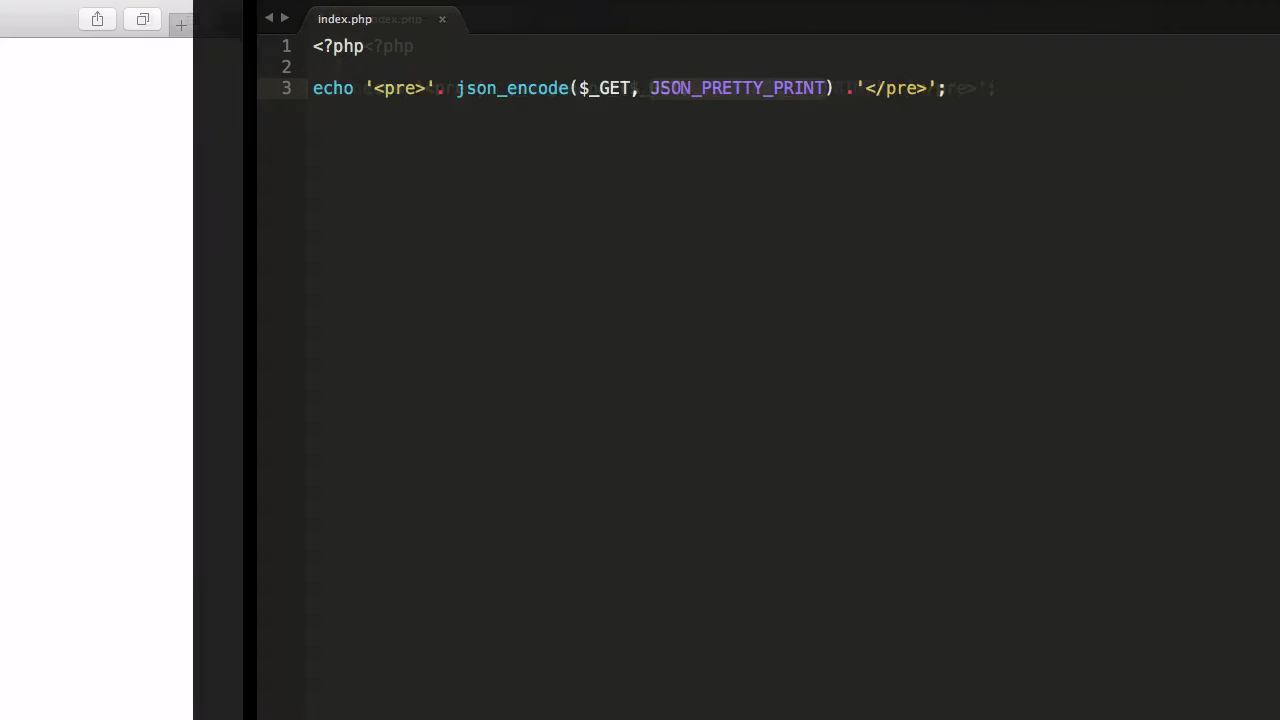 index.php
1 <?php
2
3 echo '<pre>'. json_encode($_GET, JSON_PRETTY_PRINT) .'</pre>';